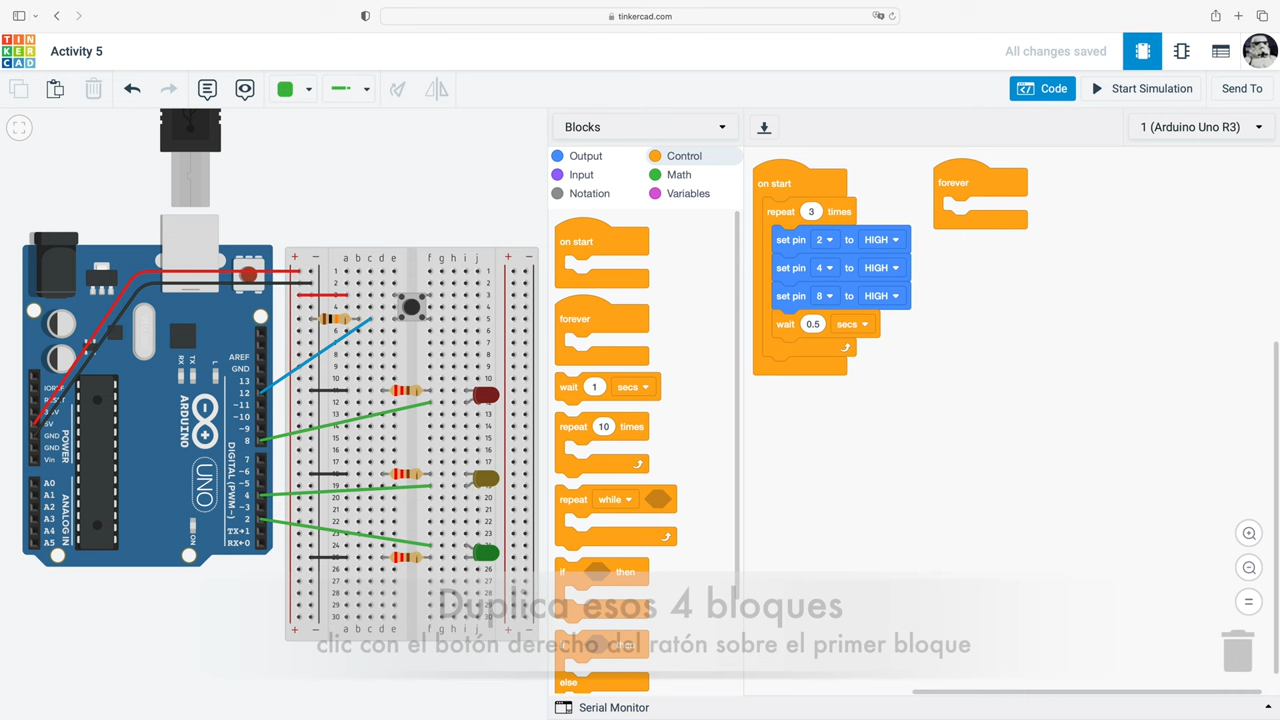 tinkercad.com
TIN
KER
CAD
Activity 5
All changes saved
Code
Start Simulation
Send To
Blocks
1 (Arduino Uno R3)
Output
Control
Input
Math
Notation
Variables
on start
forever
wait 1 secs
repeat 10 times
repeat while
if then
if then
else
on start
repeat 3 times
set pin 2 to HIGH
set pin 4 to HIGH
set pin 8 to HIGH
wait 0.5 secs
forever
Duplica esos 4 bloques
clic con el botón derecho del ratón sobre el primer bloque
Serial Monitor
AREF
GND
13
12
~11
~10
~9
8
7
~6
~5
4
~3
2
TX→1
RX←0
DIGITAL (PWM~)
ARDUINO
UNO
RX
TX
L
ON
IOREF
RESET
5V
GND
GND
Vin
POWER
A0
A1
A2
A3
A4
A5
ANALOG IN
+ − a b c d e f g h i j + −
+ − a b c d e f g h i j + −